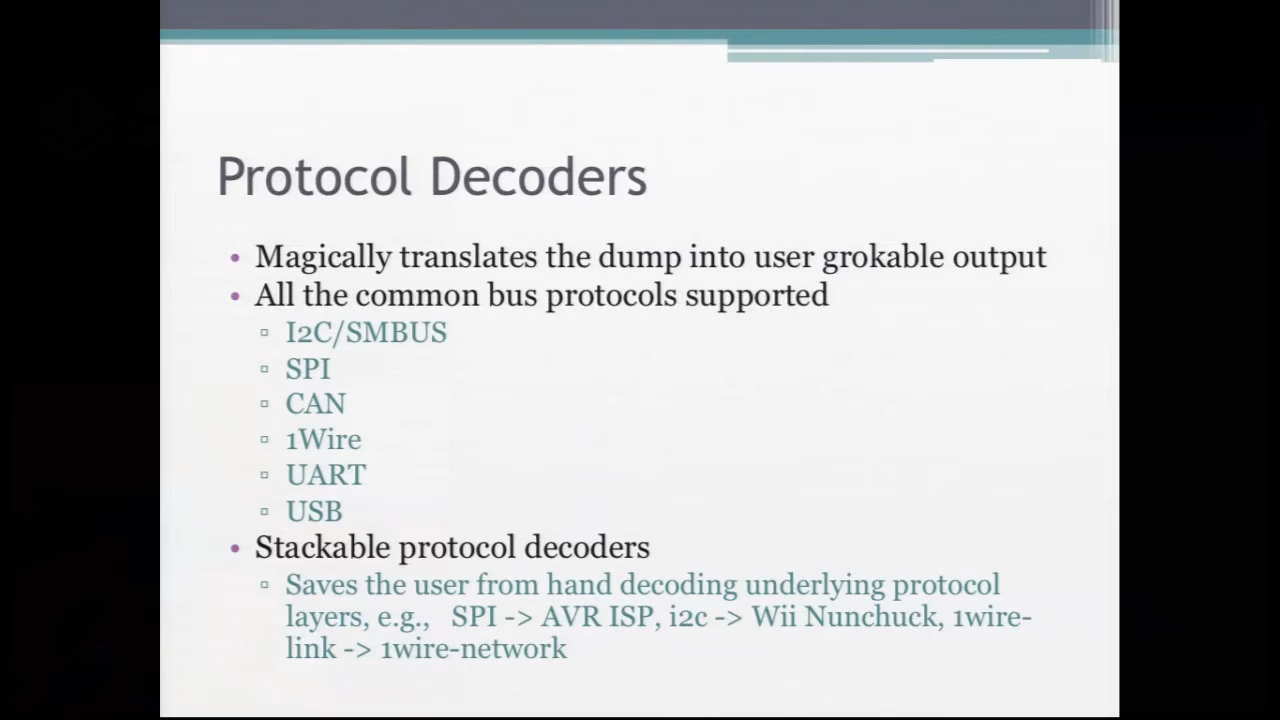 Protocol Decoders
• Magically translates the dump into user grokable output
• All the common bus protocols supported
▫ I2C/SMBUS
▫ SPI
▫ CAN
▫ 1Wire
▫ UART
▫ USB
• Stackable protocol decoders
▫ Saves the user from hand decoding underlying protocol
layers, e.g.,   SPI -> AVR ISP, i2c -> Wii Nunchuck, 1wire-
link -> 1wire-network